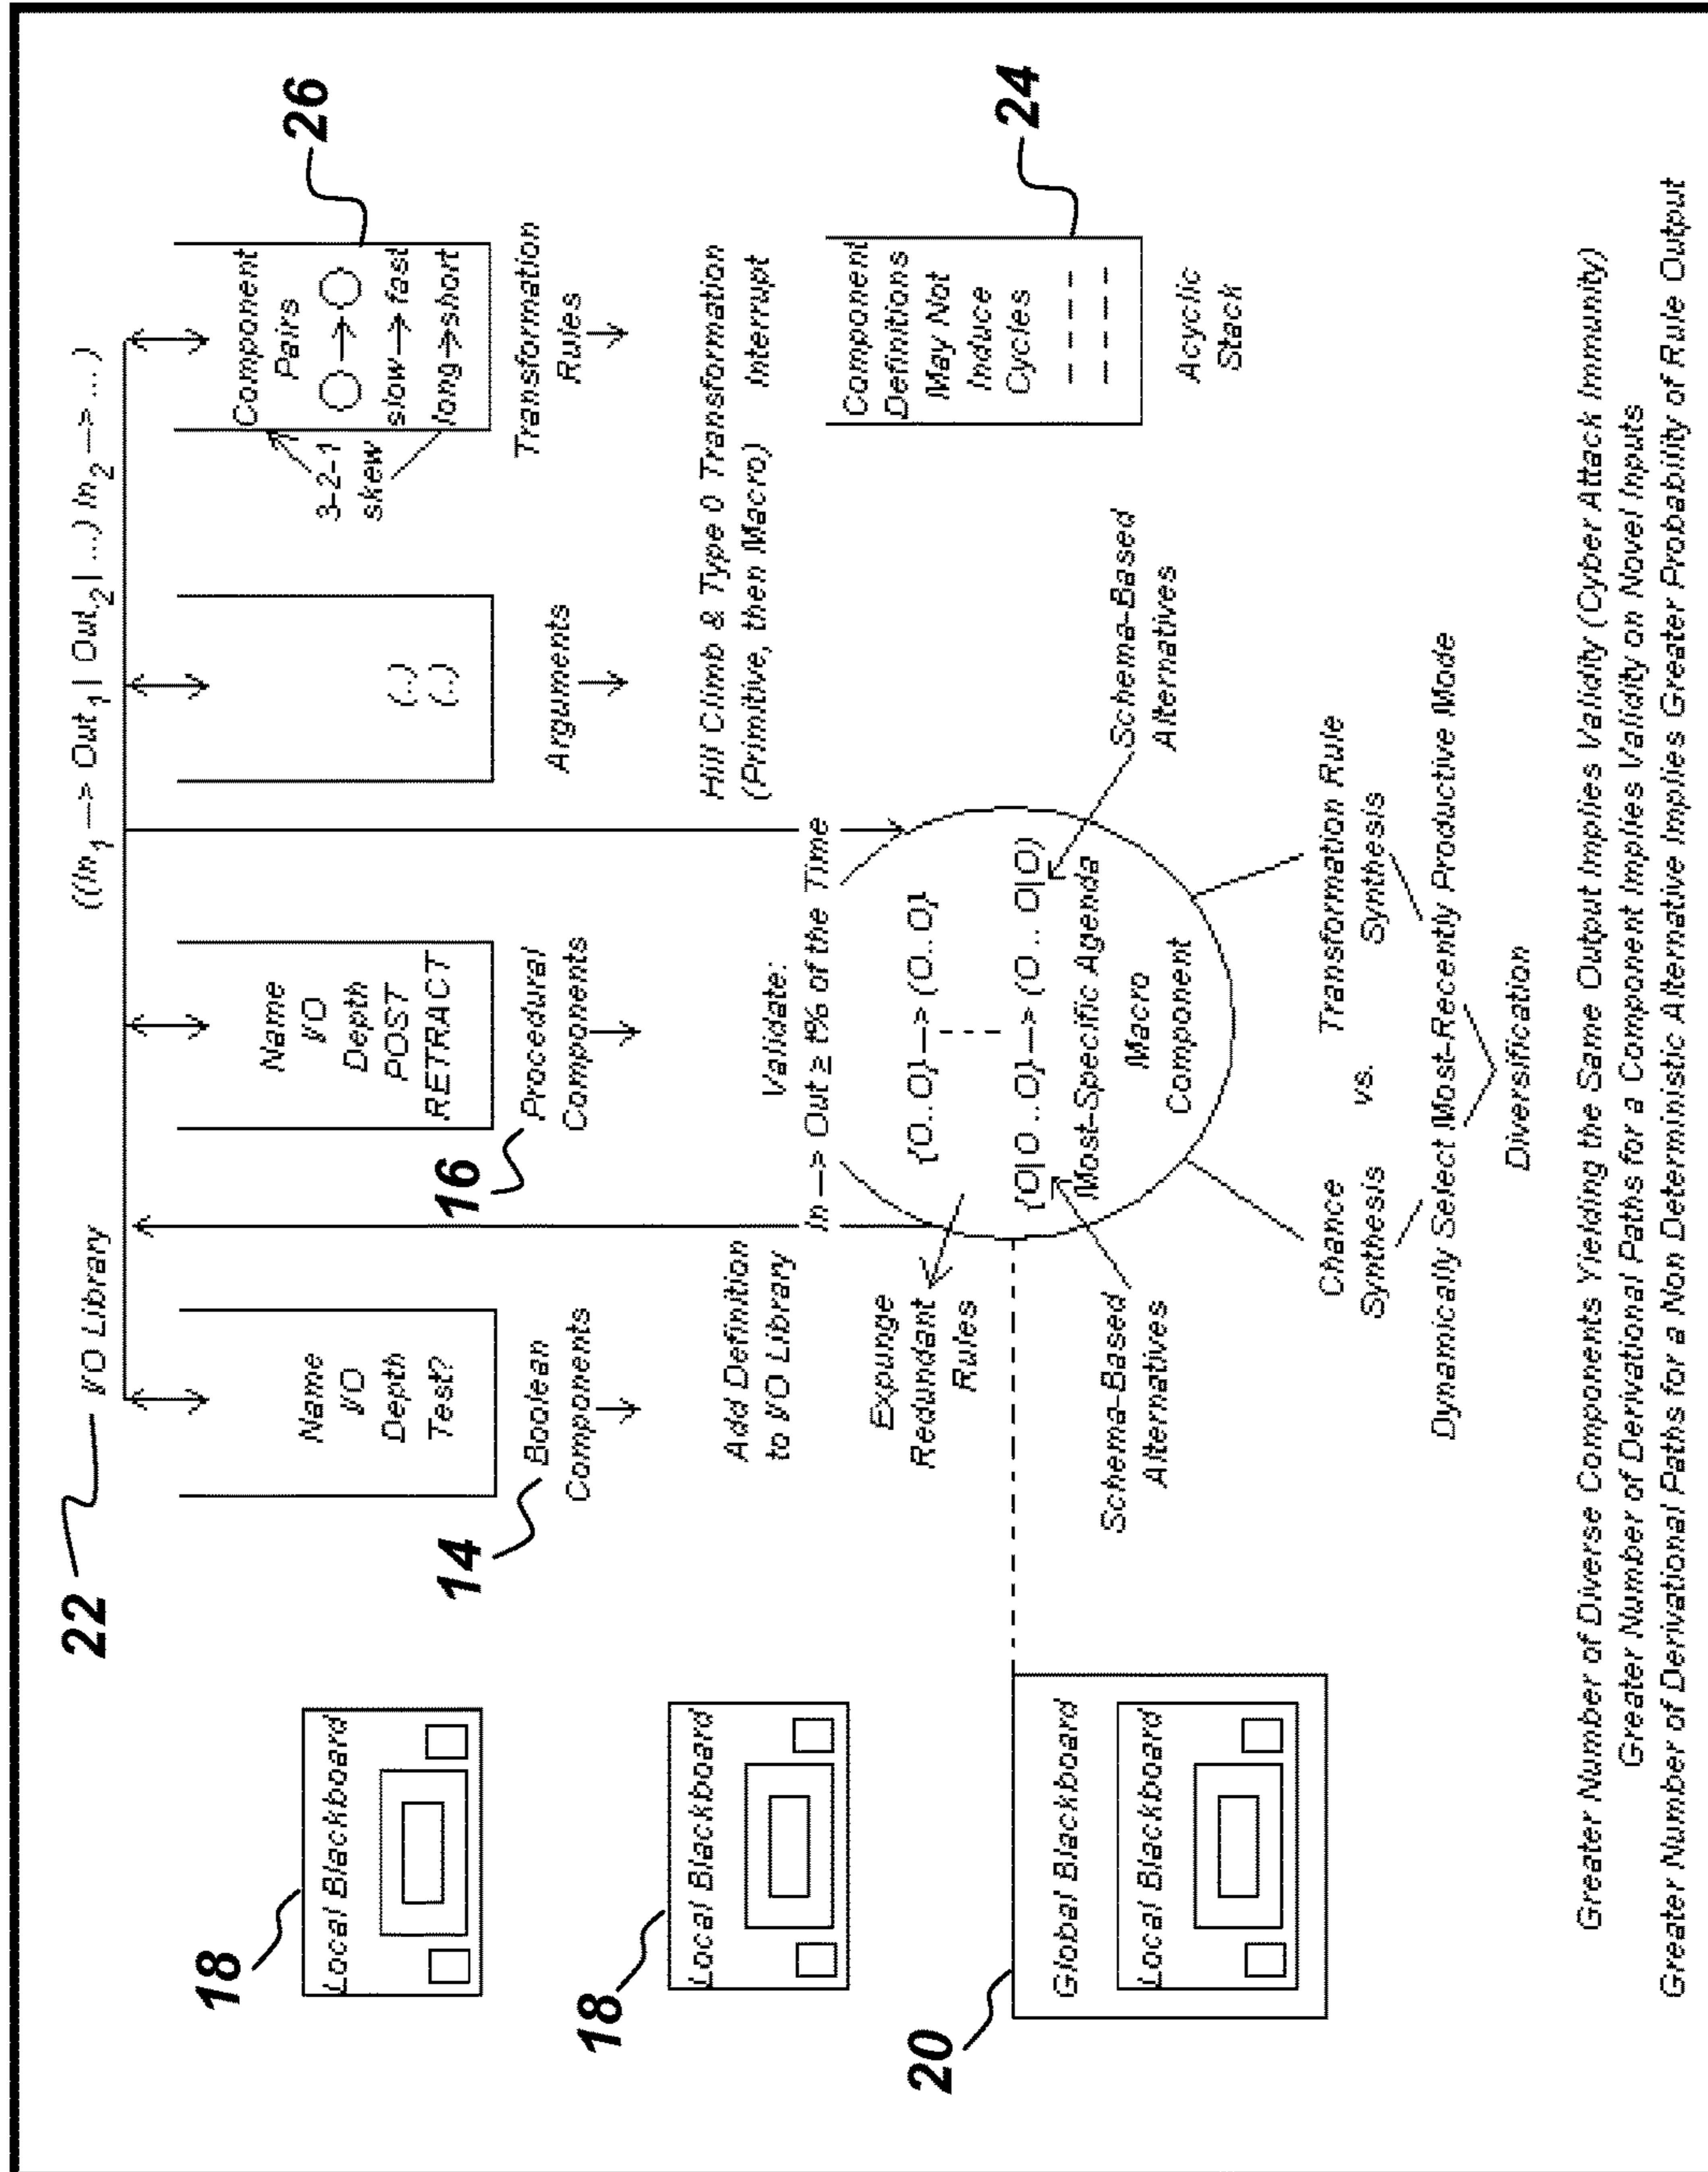 22
I/O Library
((In1 —> Out1 | Out2 | ...) In2 —> ...)
18
Local Blackboard
Name
I/O
Depth
Test?
14
Boolean
Components
Name
I/O
Depth
POST
RETRACT
16
Procedural
Components
(..)
(..)
Arguments
Component
Pairs
slow→fast
long→short
3-2-1
skew
26
Transformation
Rules
18
Local Blackboard
Add Definition
to I/O Library
Validate:
In —> Out ≥ t% of the Time
Hill Climb & Type 0 Transformation
(Primitive, then Macro)
Interrupt
20
Global Blackboard
Local Blackboard
Expunge
Redundant
Rules
Schema-Based
Alternatives
{O..O}—>(O..O)
{O|O...O}—>(O...O|O)
Most-Specific Agenda
Macro
Component
Schema-Based
Alternatives
Component
Definitions
May Not
Induce
Cycles
24
Acyclic
Stack
Chance
Synthesis
vs.
Transformation Rule
Synthesis
Dynamically Select Most-Recently Productive Mode
Diversification
Greater Number of Diverse Components Yielding the Same Output Implies Validity (Cyber Attack Immunity)
Greater Number of Derivational Paths for a Component Implies Validity on Novel Inputs
Greater Number of Derivational Paths for a Non Deterministic Alternative Implies Greater Probability of Rule Output